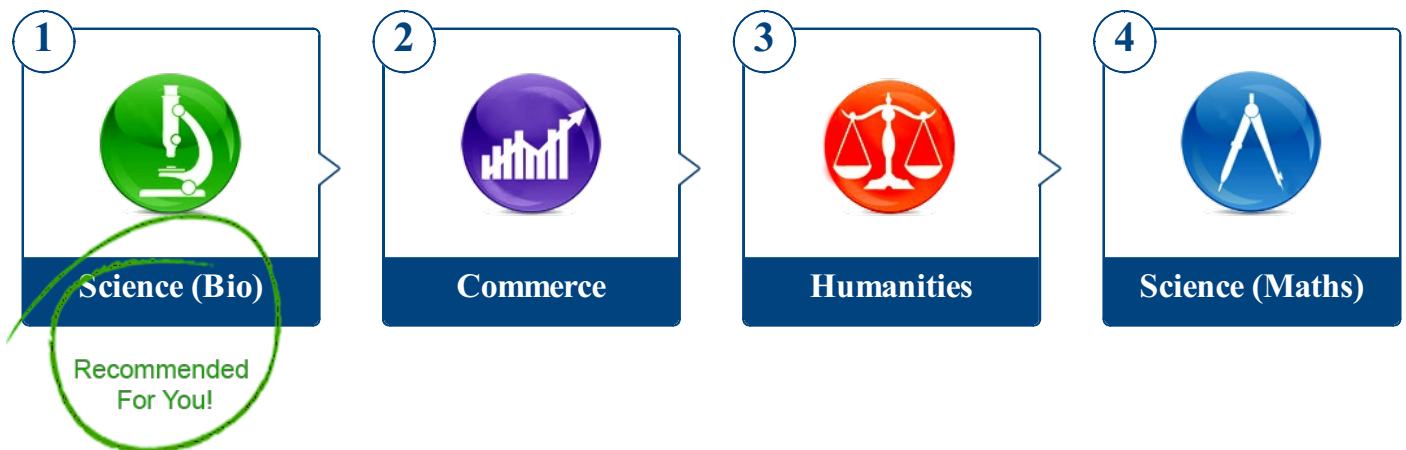 1
2
3
4
Science (Bio)
Commerce
Humanities
Science (Maths)
Recommended
For You!